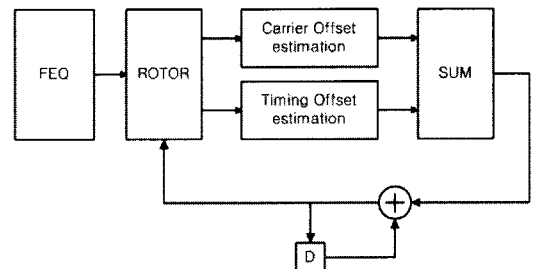 FEQ
ROTOR
Carrier Offset
estimation
Timing Offset
estimation
SUM
+
D